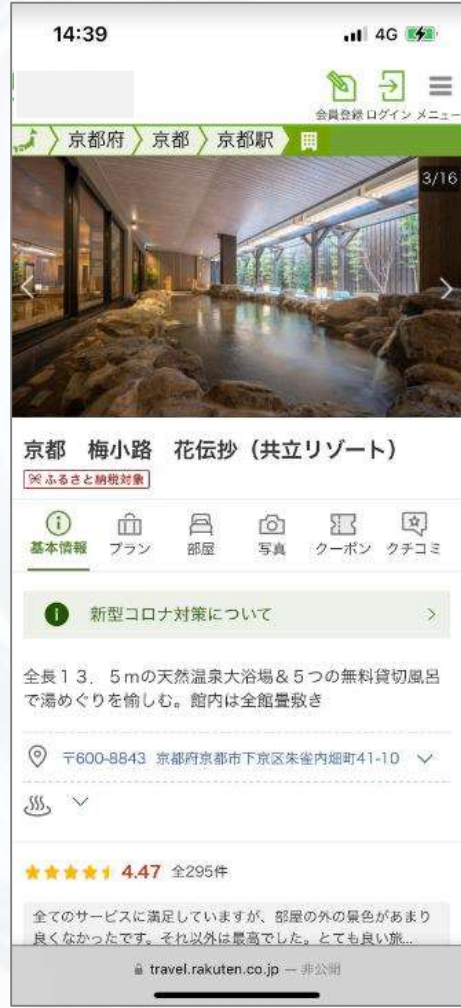 14:39
4G
会員登録 ログイン メニュー
京都府 京都 京都駅
3/16
京都 梅小路 花伝抄（共立リゾート）
ふるさと納税対象
基本情報 プラン 部屋 写真 クーポン クチコミ
新型コロナ対策について
全長１３．５ｍの天然温泉大浴場＆５つの無料貸切風呂
で湯めぐりを愉しむ。館内は全館畳敷き
〒600-8843 京都府京都市下京区朱雀内畑町41-10
4.47 全295件
全てのサービスに満足していますが、部屋の外の景色があまり
良くなかったです。それ以外は最高でした。とても良い旅...
travel.rakuten.co.jp — 非公開